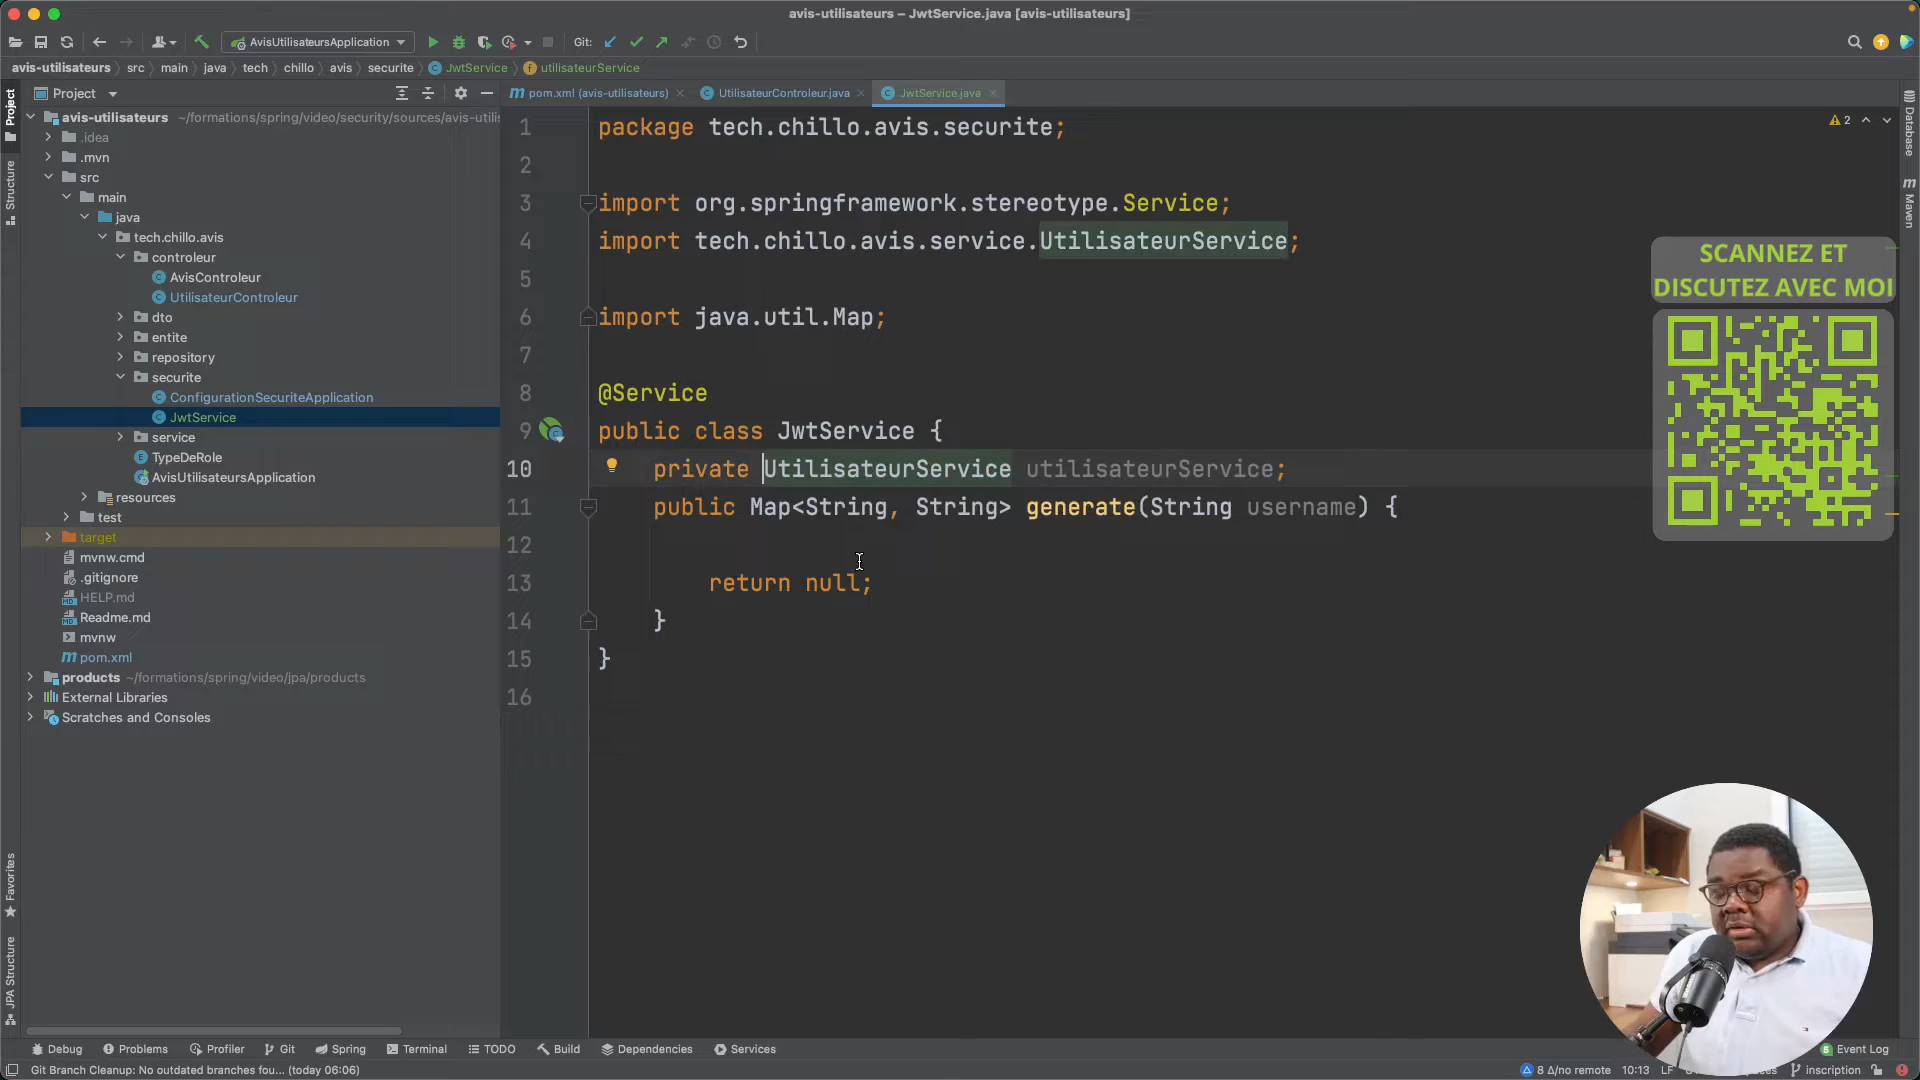 avis-utilisateurs – JwtService.java [avis-utilisateurs]
AvisUtilisateursApplication
Git:
avis-utilisateurs
src
main
java
tech
chillo
avis
securite
JwtService
utilisateurService
Project
pom.xml (avis-utilisateurs)
UtilisateurControleur.java
JwtService.java
avis-utilisateurs ~/formations/spring/video/security/sources/avis-utilis
.idea
.mvn
src
main
java
tech.chillo.avis
controleur
AvisControleur
UtilisateurControleur
dto
entite
repository
securite
ConfigurationSecuriteApplication
JwtService
service
TypeDeRole
AvisUtilisateursApplication
resources
test
target
mvnw.cmd
.gitignore
HELP.md
Readme.md
mvnw
pom.xml
products ~/formations/spring/video/jpa/products
External Libraries
Scratches and Consoles
Project
Structure
Favorites
JPA Structure
1 package tech.chillo.avis.securite;
2
3 import org.springframework.stereotype.Service;
4 import tech.chillo.avis.service.UtilisateurService;
5
6 import java.util.Map;
7
8 @Service
9 public class JwtService {
10 private UtilisateurService utilisateurService;
11 public Map<String, String> generate(String username) {
12
13 return null;
14 }
15 }
16
2
Database
Maven
SCANNEZ ET
DISCUTEZ AVEC MOI
Debug
Problems
Profiler
Git
Spring
Terminal
TODO
Build
Dependencies
Services
5 Event Log
Git Branch Cleanup: No outdated branches fou... (today 06:06)
8 Δ/no remote
10:13
LF
inscription